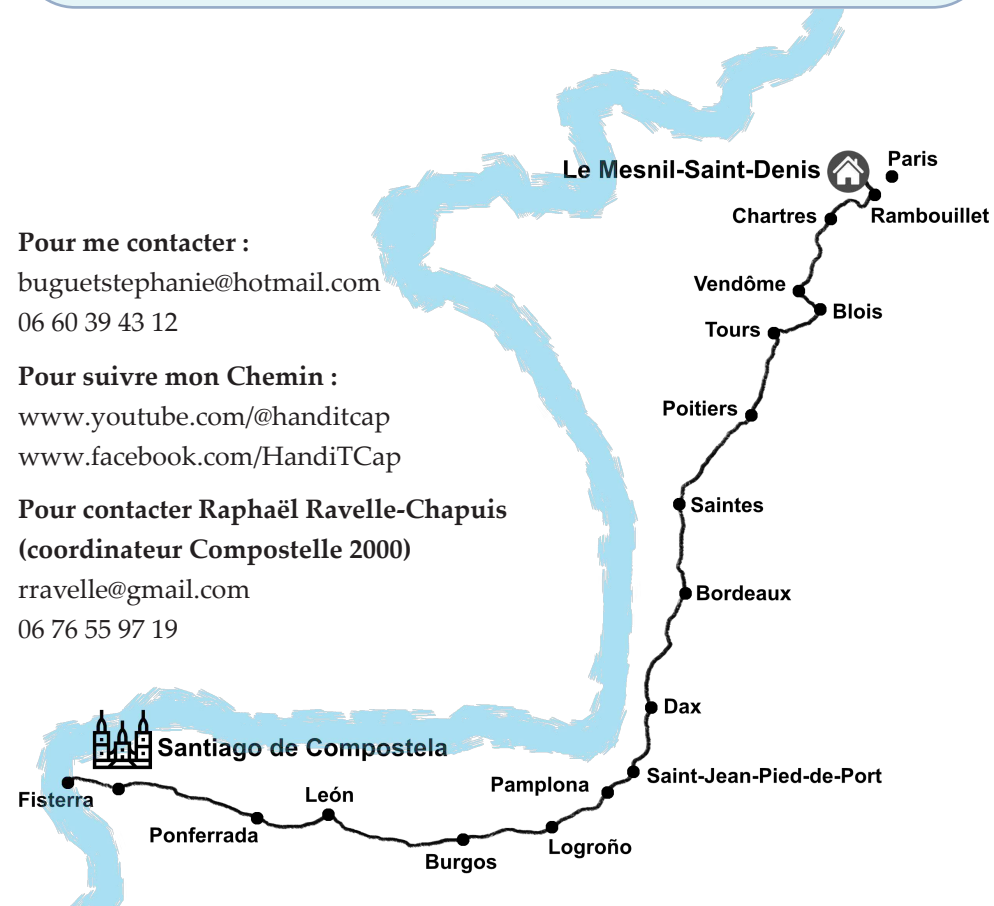 Pour me contacter :
buguetstephanie@hotmail.com
06 60 39 43 12
Pour suivre mon Chemin :
www.youtube.com/@handitcap
www.facebook.com/HandiTCap
Pour contacter Raphaël Ravelle-Chapuis
(coordinateur Compostelle 2000)
rravelle@gmail.com
06 76 55 97 19
Paris
Le Mesnil-Saint-Denis
Chartres
Rambouillet
Vendôme
Blois
Tours
Poitiers
Saintes
Bordeaux
Dax
Saint-Jean-Pied-de-Port
Pamplona
Logroño
Burgos
León
Ponferrada
Santiago de Compostela
Fisterra